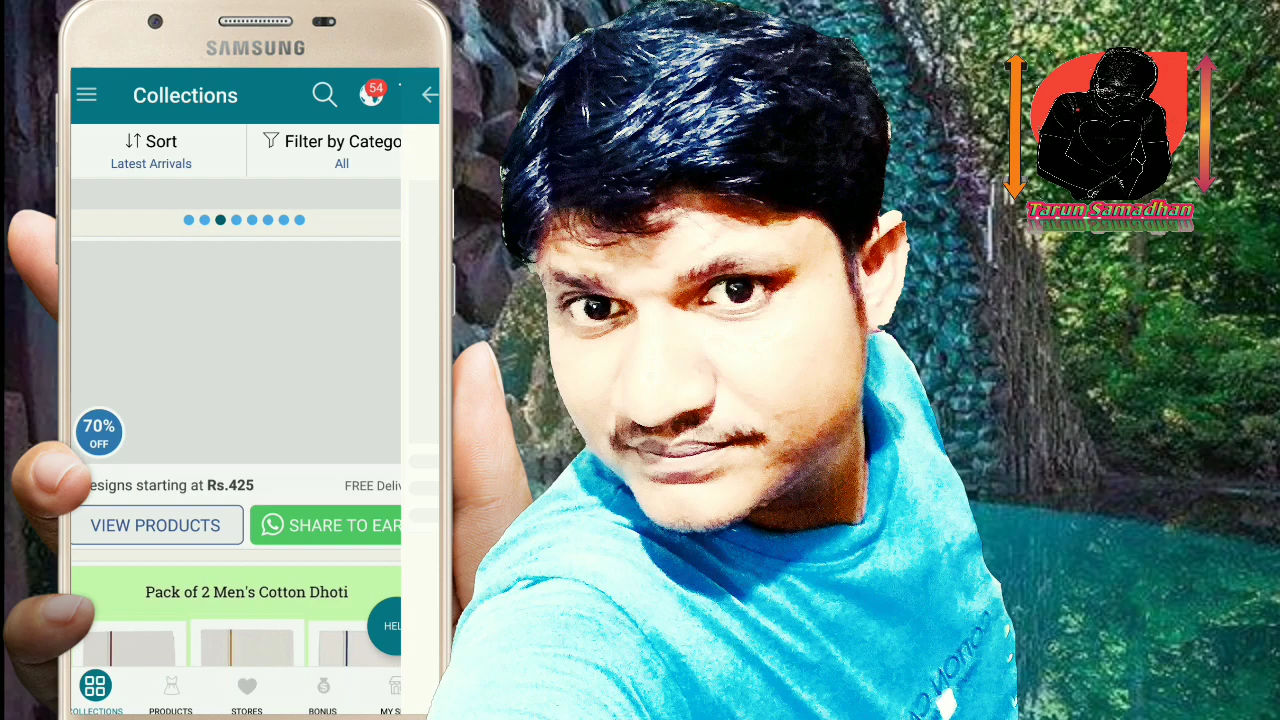 SAMSUNG
Collections
54
Sort
Latest Arrivals
Filter by Catego
All
70%
OFF
esigns starting at Rs.425
FREE Deliv
VIEW PRODUCTS
SHARE TO EAR
Pack of 2 Men's Cotton Dhoti
HEL
OLLECTIONS
PRODUCTS
STORES
BONUS
MY S
Tarun Samadhan